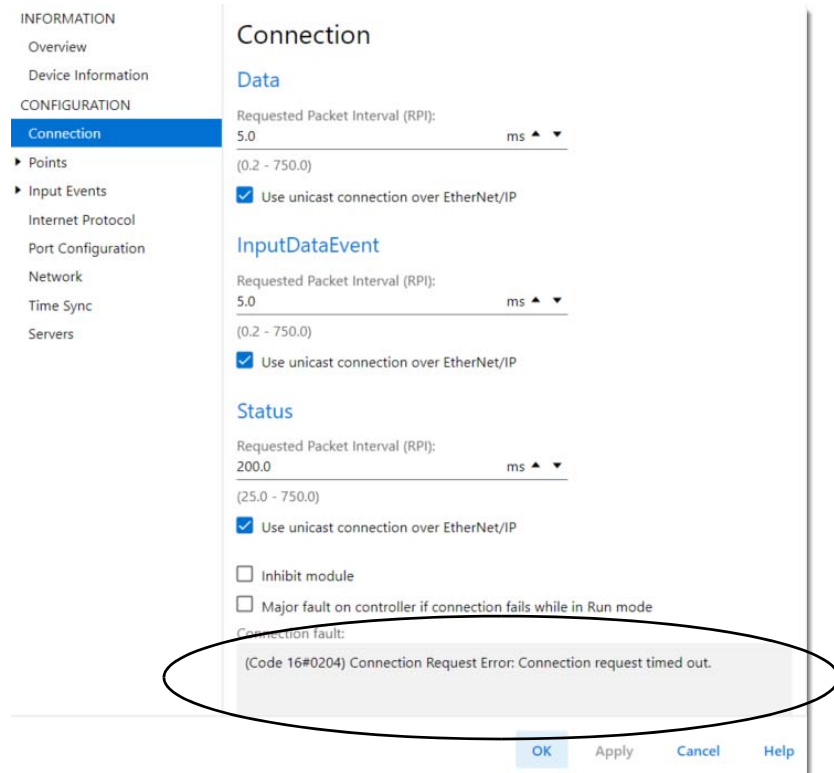 INFORMATION
Overview
Device Information
CONFIGURATION
Connection
Points
Input Events
Internet Protocol
Port Configuration
Network
Time Sync
Servers
Connection
Data
Requested Packet Interval (RPI):
5.0 ms
(0.2 - 750.0)
Use unicast connection over EtherNet/IP
InputDataEvent
Requested Packet Interval (RPI):
5.0 ms
(0.2 - 750.0)
Use unicast connection over EtherNet/IP
Status
Requested Packet Interval (RPI):
200.0 ms
(25.0 - 750.0)
Use unicast connection over EtherNet/IP
Inhibit module
Major fault on controller if connection fails while in Run mode
Connection fault:
(Code 16#0204) Connection Request Error: Connection request timed out.
OK Apply Cancel Help